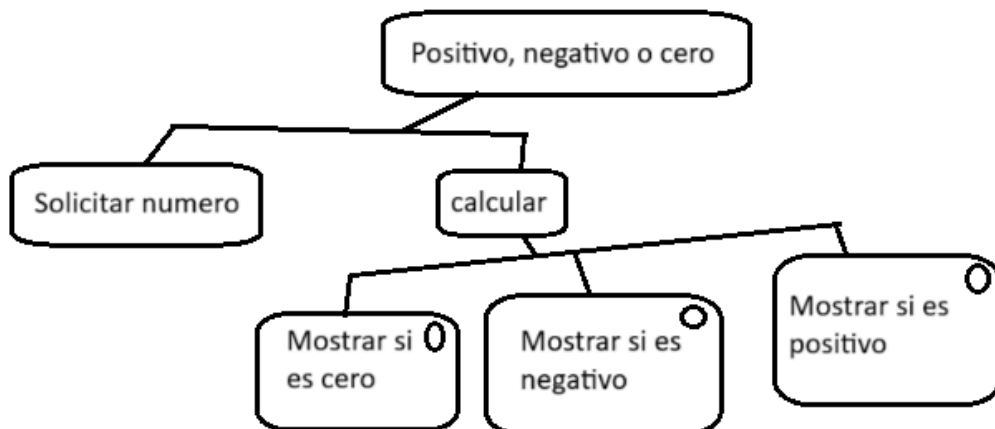 Positivo, negativo o cero
Solicitar numero
calcular
Mostrar si
es cero
Mostrar si es
negativo
Mostrar si es
positivo